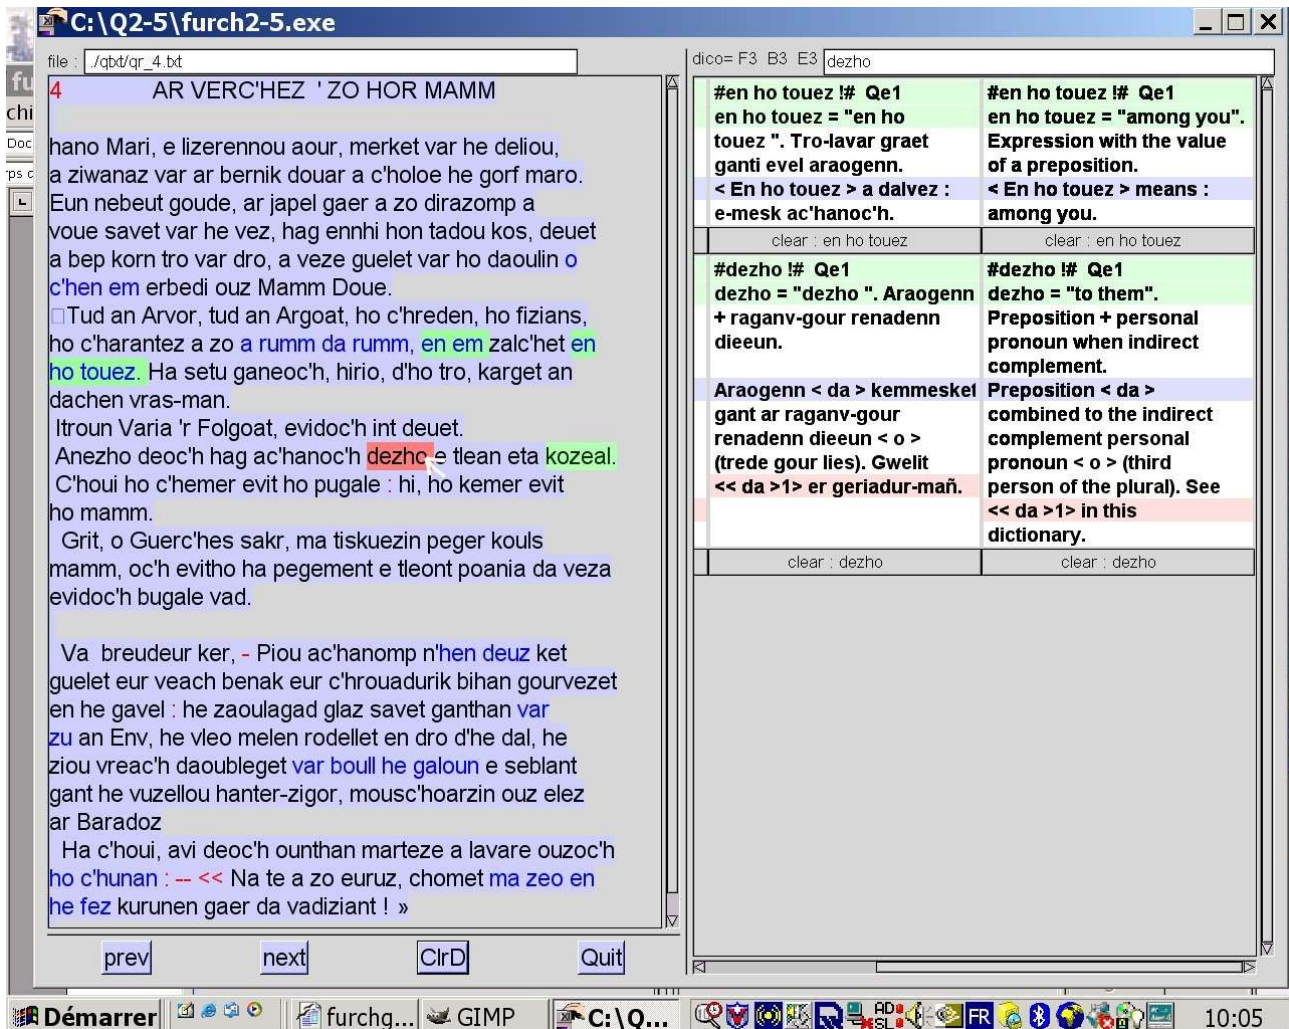 C:\Q2-5\furch2-5.exe
file : ./qtxt/qr_4.txt
4 AR VERC'HEZ ' ZO HOR MAMM
hano Mari, e lizerennou aour, merket var he deliou,
a ziwanaz var ar bernik douar a c'holoe he gorf maro.
Eun nebeut goude, ar japel gaer a zo dirazomp a
voue savet var he vez, hag ennhi hon tadou kos, deuet
a bep korn tro var dro, a veze guelet var ho daoulin o
c'hen em erbedi ouz Mamm Doue.
□Tud an Arvor, tud an Argoat, ho c'hreden, ho fizians,
ho c'harantez a zo a rumm da rumm, en em zalc'het en
ho touez. Ha setu ganeoc'h, hirio, d'ho tro, karget an
dachen vras-man.
Itroun Varia 'r Folgoat, evidoc'h int deuet.
Anezho deoc'h hag ac'hanoc'h dezho e tlean eta kozeal.
C'houi ho c'hemer evit ho pugale : hi, ho kemer evit
ho mamm.
Grit, o Guerc'hes sakr, ma tiskuezin peger kouls
mamm, oc'h evitho ha pegement e tleont poania da veza
evidoc'h bugale vad.
Va breudeur ker, - Piou ac'hanomp n'hen deuz ket
guelet eur veach benak eur c'hrouadurik bihan gourvezet
en he gavel : he zaoulagad glaz savet ganthan var
zu an Env, he vleo melen rodellet en dro d'he dal, he
ziou vreac'h daoubleget var boull he galoun e seblant
gant he vuzellou hanter-zigor, mousc'hoarzin ouz elez
ar Baradoz
Ha c'houi, avi deoc'h ounthan marteze a lavare ouzoc'h
ho c'hunan : -- << Na te a zo euruz, chomet ma zeo en
he fez kurunen gaer da vadiziant ! »
prev next ClrD Quit
dico= F3 B3 E3 dezho
#en ho touez !# Qe1
en ho touez = "en ho
touez ". Tro-lavar graet
ganti evel araogenn.
< En ho touez > a dalvez :
e-mesk ac'hanoc'h.
clear : en ho touez
#en ho touez !# Qe1
en ho touez = "among you".
Expression with the value
of a preposition.
< En ho touez > means :
among you.
clear : en ho touez
#dezho !# Qe1
dezho = "dezho ". Araogenn
+ raganv-gour renadenn
dieeun.
Araogenn < da > kemmesket
gant ar raganv-gour
renadenn dieeun < o >
(trede gour lies). Gwelit
<< da >1> er geriadur-mañ.
clear : dezho
#dezho !# Qe1
dezho = "to them".
Preposition + personal
pronoun when indirect
complement.
Preposition < da >
combined to the indirect
complement personal
pronoun < o > (third
person of the plural). See
<< da >1> in this
dictionary.
clear : dezho
Démarrer furchg... GIMP C:\Q... FR 10:05